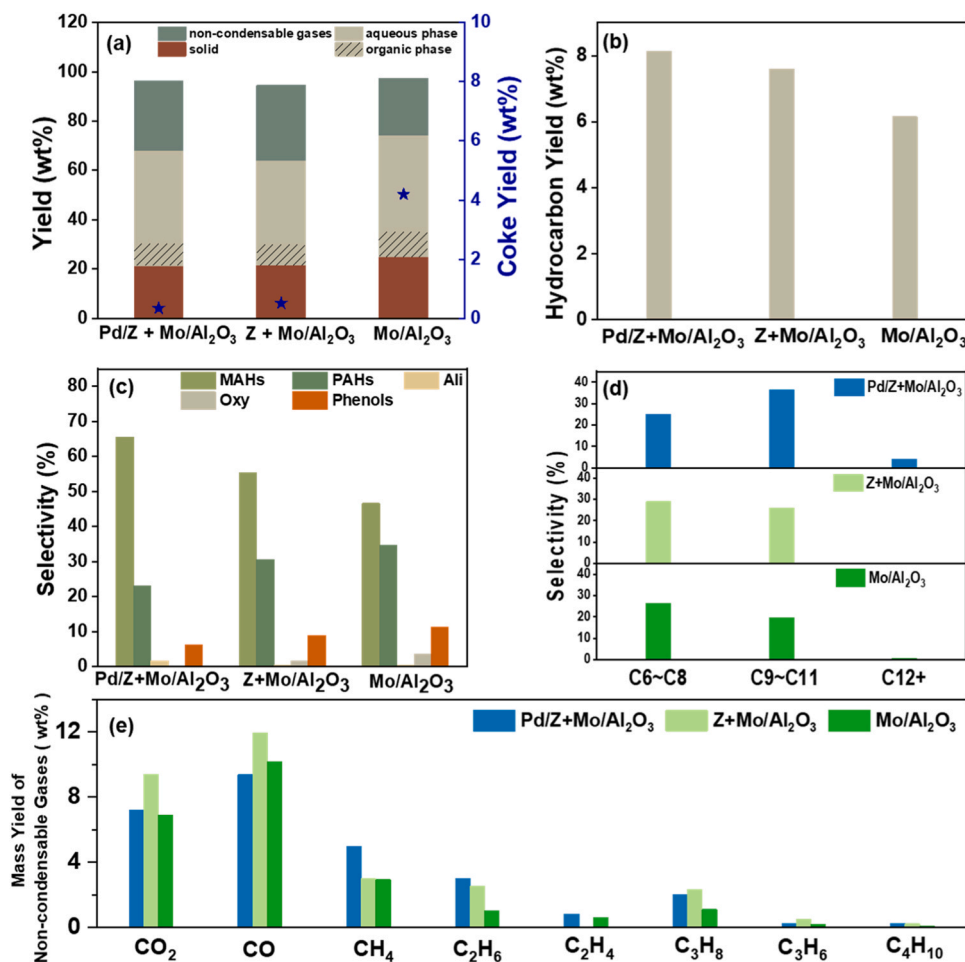 (a)
non-condensable gases
aqueous phase
solid
organic phase
Yield (wt%)
120
100
80
60
40
20
0
Coke Yield (wt%)
10
8
6
4
2
0
Pd/Z + Mo/Al₂O₃
Z + Mo/Al₂O₃
Mo/Al₂O₃
(b)
Hydrocarbon Yield (wt%)
8
6
4
2
0
Pd/Z+Mo/Al₂O₃
Z+Mo/Al₂O₃
Mo/Al₂O₃
(c)
MAHs
PAHs
Ali
Oxy
Phenols
Selectivity (%)
80
70
60
50
40
30
20
10
0
Pd/Z+Mo/Al₂O₃
Z+Mo/Al₂O₃
Mo/Al₂O₃
(d)
Selectivity (%)
Pd/Z+Mo/Al₂O₃
40
30
20
10
0
Z+Mo/Al₂O₃
40
30
20
10
0
Mo/Al₂O₃
40
30
20
10
0
C6~C8
C9~C11
C12+
(e)
Pd/Z+Mo/Al₂O₃
Z+Mo/Al₂O₃
Mo/Al₂O₃
Mass Yield of
Non-condensable Gases ( wt%)
12
8
4
0
CO₂
CO
CH₄
C₂H₆
C₂H₄
C₃H₈
C₃H₆
C₄H₁₀